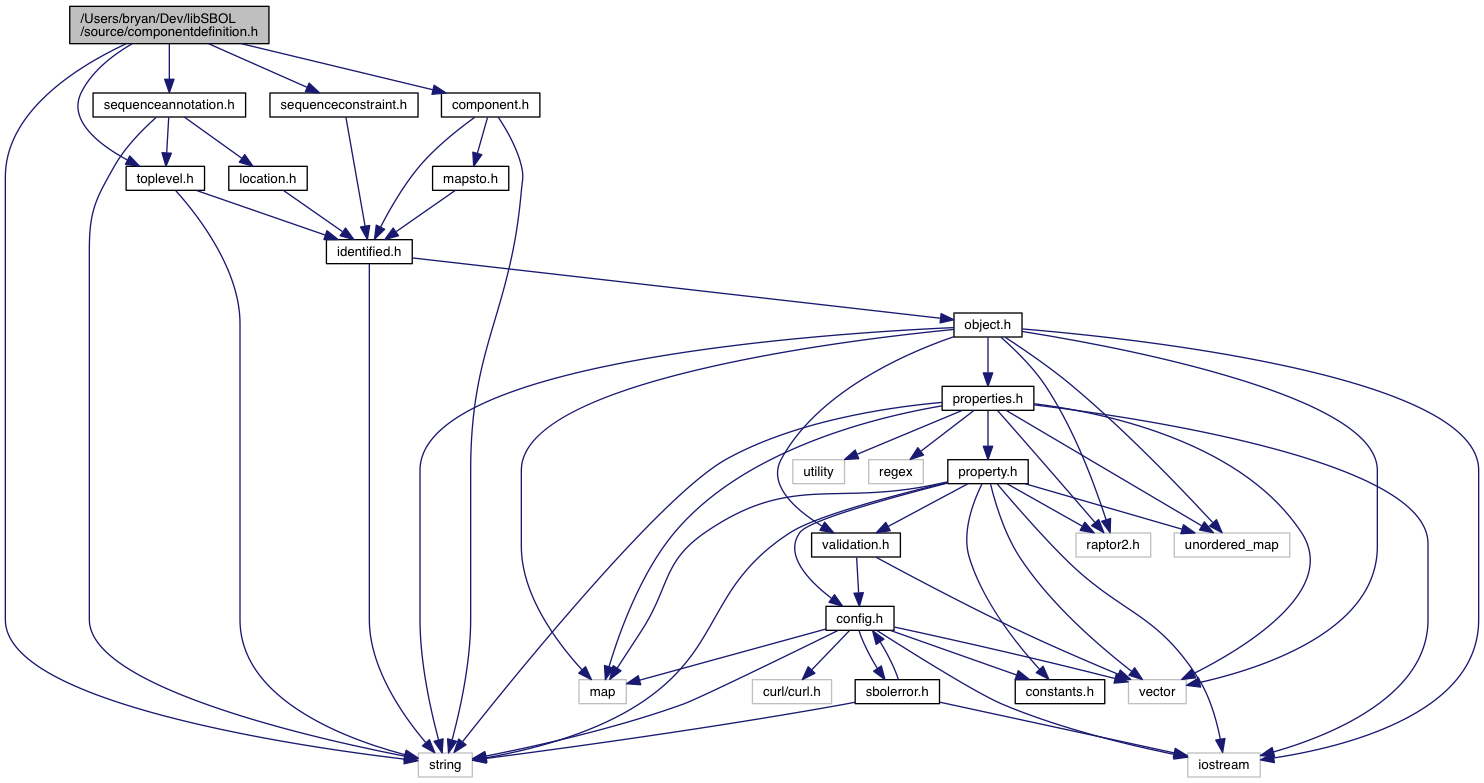 /Users/bryan/Dev/libSBOL
/source/componentdefinition.h
sequenceannotation.h
sequenceconstraint.h
component.h
toplevel.h
location.h
mapsto.h
identified.h
object.h
properties.h
utility
regex
property.h
validation.h
raptor2.h
unordered_map
config.h
map
curl/curl.h
sbolerror.h
constants.h
vector
string
iostream